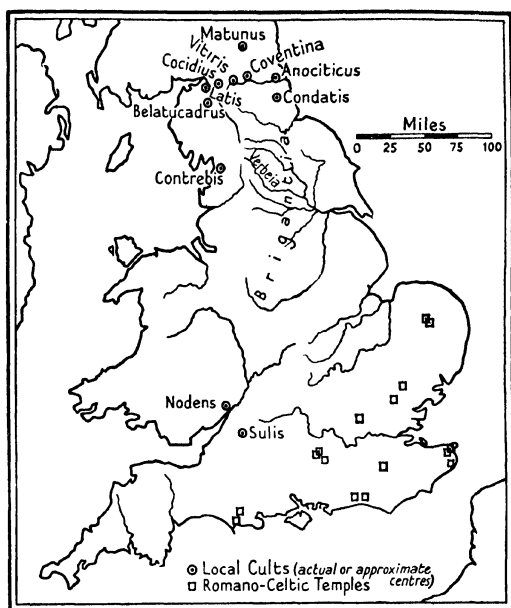 Matunus
Vitiris
Coventina
Cocidius
Anociticus
Latis
Condatis
Belatucadrus
Miles
0 25 50 75 100
Verbeia
Contrebis
Brigantia
Nodens
Sulis
Local Cults (actual or approximate
centres)
Romano-Celtic Temples